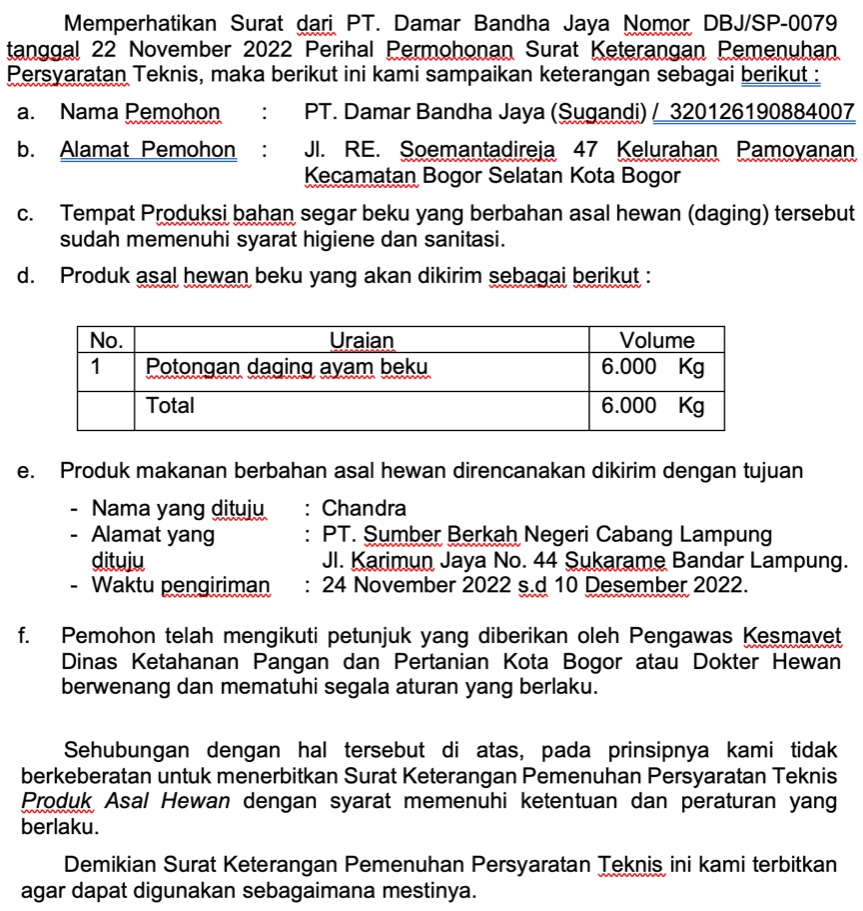 Memperhatikan Surat dari PT. Damar Bandha Jaya Nomor DBJ/SP-0079
tanggal 22 November 2022 Perihal Permohonan Surat Keterangan Pemenuhan
Persyaratan Teknis, maka berikut ini kami sampaikan keterangan sebagai berikut :
a. Nama Pemohon : PT. Damar Bandha Jaya (Sugandi) / 320126190884007
b. Alamat Pemohon : Jl. RE. Soemantadireja 47 Kelurahan Pamoyanan
Kecamatan Bogor Selatan Kota Bogor
c. Tempat Produksi bahan segar beku yang berbahan asal hewan (daging) tersebut
sudah memenuhi syarat higiene dan sanitasi.
d. Produk asal hewan beku yang akan dikirim sebagai berikut :
No. Uraian Volume
1 Potongan daging ayam beku 6.000 Kg
Total 6.000 Kg
e. Produk makanan berbahan asal hewan direncanakan dikirim dengan tujuan
- Nama yang dituju : Chandra
- Alamat yang : PT. Sumber Berkah Negeri Cabang Lampung
dituju Jl. Karimun Jaya No. 44 Sukarame Bandar Lampung.
- Waktu pengiriman : 24 November 2022 s.d 10 Desember 2022.
f. Pemohon telah mengikuti petunjuk yang diberikan oleh Pengawas Kesmavet
Dinas Ketahanan Pangan dan Pertanian Kota Bogor atau Dokter Hewan
berwenang dan mematuhi segala aturan yang berlaku.
Sehubungan dengan hal tersebut di atas, pada prinsipnya kami tidak
berkeberatan untuk menerbitkan Surat Keterangan Pemenuhan Persyaratan Teknis
Produk Asal Hewan dengan syarat memenuhi ketentuan dan peraturan yang
berlaku.
Demikian Surat Keterangan Pemenuhan Persyaratan Teknis ini kami terbitkan
agar dapat digunakan sebagaimana mestinya.